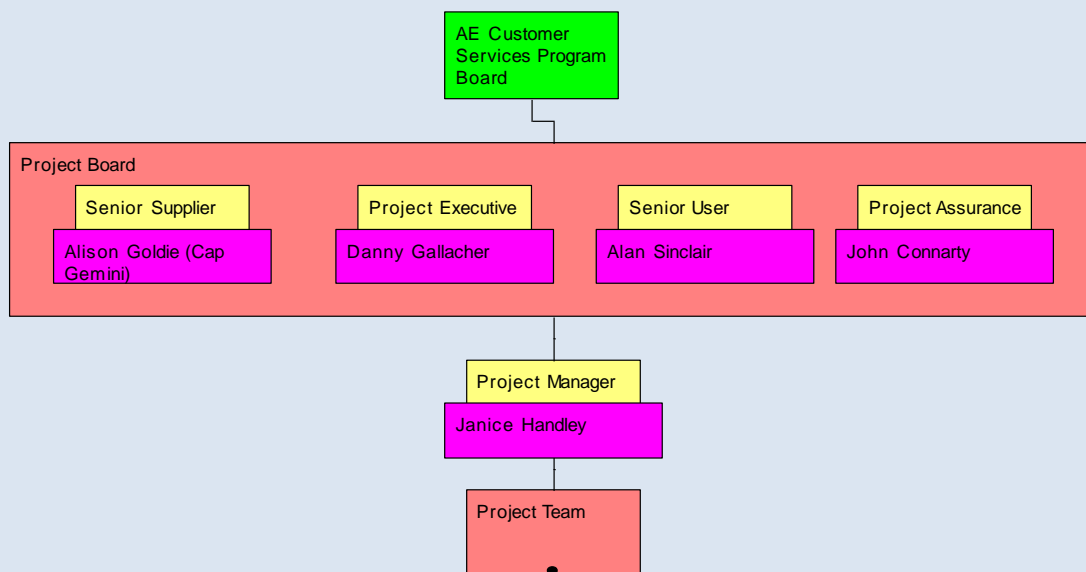 AE Customer
Services Program
Board
Project Board
Senior Supplier
Project Executive
Senior User
Project Assurance
Alison Goldie (Cap
Gemini)
Danny Gallacher
Alan Sinclair
John Connarty
Project Manager
Janice Handley
Project Team